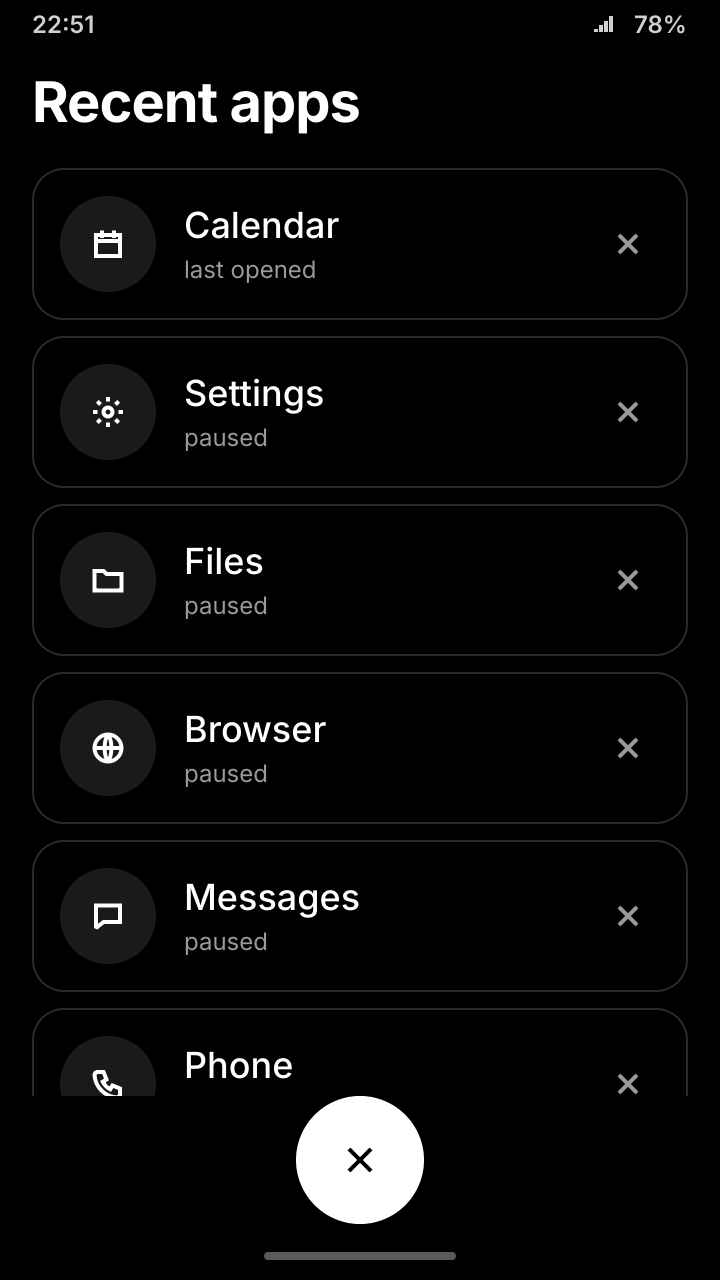 22:51
78%
Recent apps
Calendar
last opened
Settings
paused
Files
paused
Browser
paused
Messages
paused
Phone